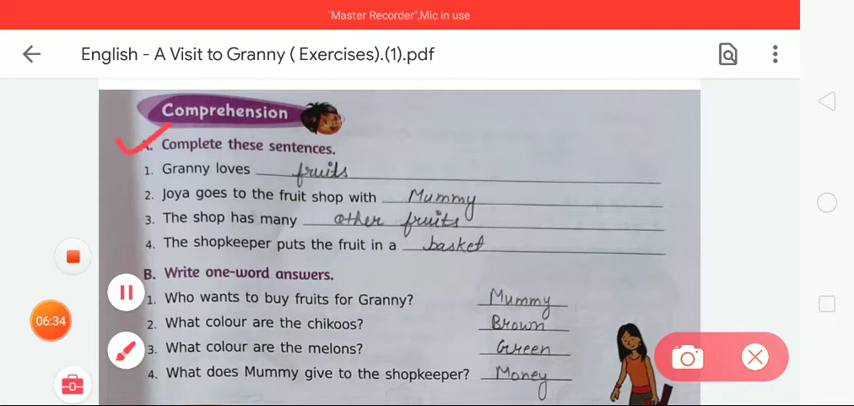 "Master Recorder",Mic in use
English - A Visit to Granny ( Exercises).(1).pdf
Comprehension
A. Complete these sentences.
1. Granny loves fruits
2. Joya goes to the fruit shop with Mummy
3. The shop has many other fruits
4. The shopkeeper puts the fruit in a basket
B. Write one-word answers.
1. Who wants to buy fruits for Granny? Mummy
2. What colour are the chikoos? Brown
06:34
3. What colour are the melons? Green
4. What does Mummy give to the shopkeeper? Money